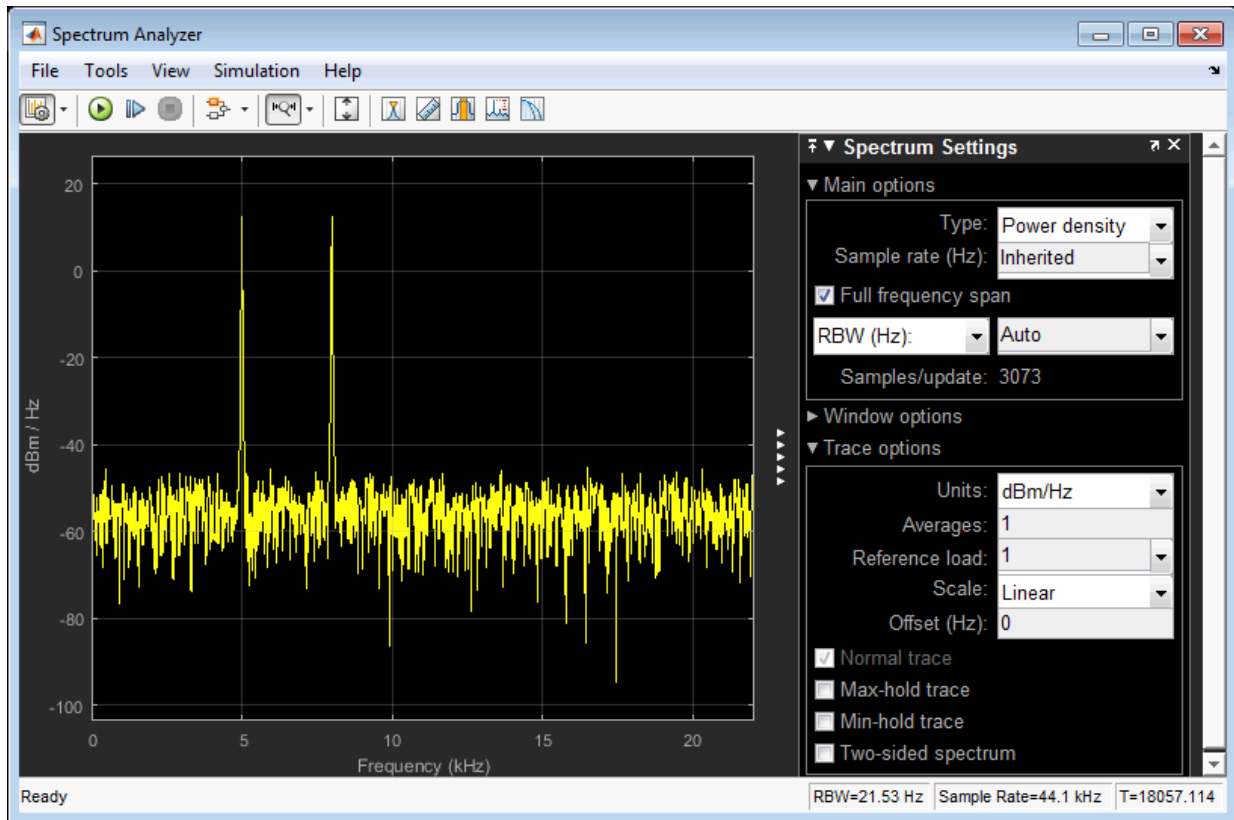 Spectrum Analyzer
File Tools View Simulation Help
20
0
-20
-40
-60
-80
-100
dBm / Hz
0 5 10 15 20
Frequency (kHz)
Spectrum Settings
Main options
Type: Power density
Sample rate (Hz): Inherited
Full frequency span
RBW (Hz): Auto
Samples/update: 3073
Window options
Trace options
Units: dBm/Hz
Averages: 1
Reference load: 1
Scale: Linear
Offset (Hz): 0
Normal trace
Max-hold trace
Min-hold trace
Two-sided spectrum
Ready RBW=21.53 Hz Sample Rate=44.1 kHz T=18057.114